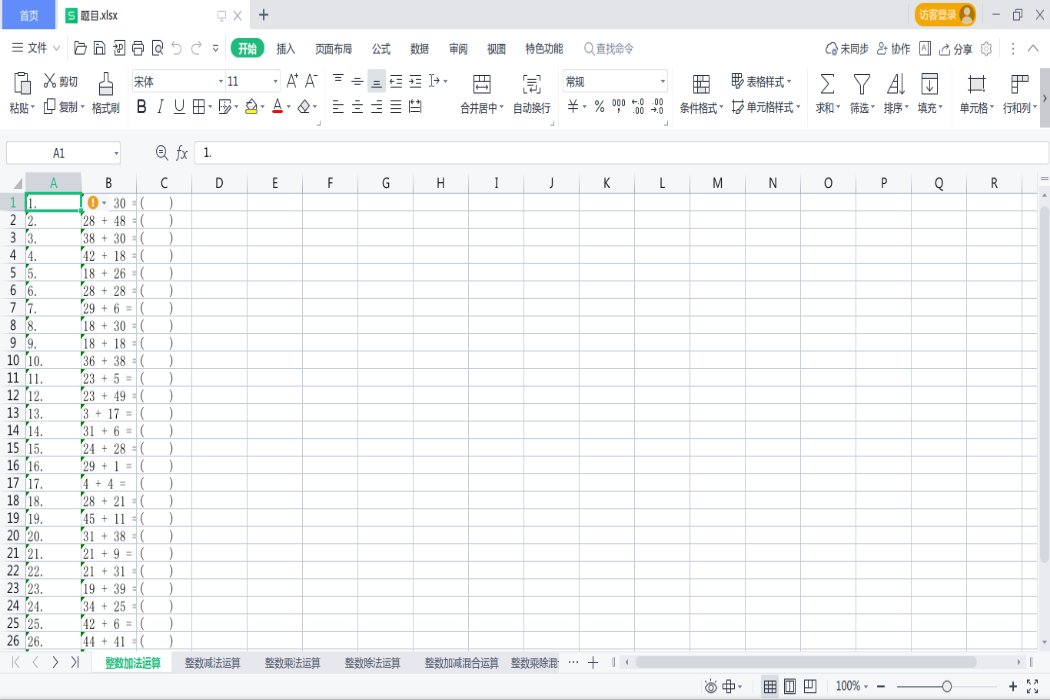 首页 S 题目.xlsx 访客登录
文件 开始 插入 页面布局 公式 数据 审阅 视图 特色功能 查找命令 未同步 协作 分享
粘贴 剪切 复制 格式刷 宋体 11 A+ A- B I U A 合并居中 自动换行 常规 ¥ % 000 条件格式 表格样式 单元格样式 求和 筛选 排序 填充 单元格 行和列
A1 fx 1.
A B C D E F G H I J K L M N O P Q R
1 1. 30 =( )
2 2. 28 + 48 =( )
3 3. 38 + 30 =( )
4 4. 42 + 18 =( )
5 5. 18 + 26 =( )
6 6. 28 + 28 =( )
7 7. 29 + 6 =( )
8 8. 18 + 30 =( )
9 9. 18 + 18 =( )
10 10. 36 + 38 =( )
11 11. 23 + 5 =( )
12 12. 23 + 49 =( )
13 13. 3 + 17 =( )
14 14. 31 + 6 =( )
15 15. 24 + 28 =( )
16 16. 29 + 1 =( )
17 17. 4 + 4 =( )
18 18. 28 + 21 =( )
19 19. 45 + 11 =( )
20 20. 31 + 38 =( )
21 21. 21 + 9 =( )
22 22. 21 + 31 =( )
23 23. 19 + 39 =( )
24 24. 34 + 25 =( )
25 25. 42 + 6 =( )
26 26. 44 + 41 =( )
整数加法运算 整数减法运算 整数乘法运算 整数除法运算 整数加减混合运算 整数乘除混 ···
100%